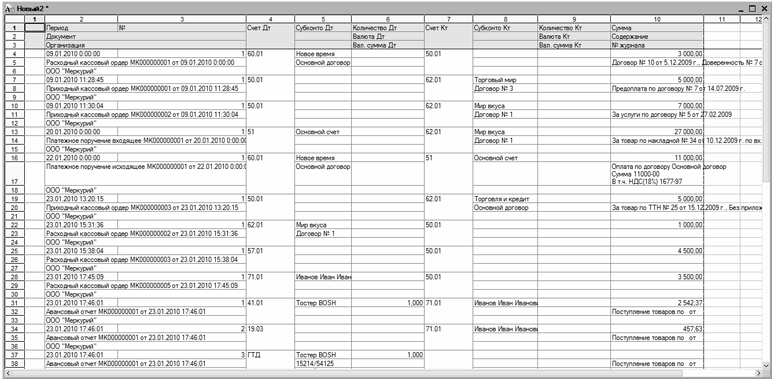 Новый2 *
1 2 3 4 5 6 7 8 9 10 11 12
1 Период № Счет Дт Субконто Дт Количество Дт Счет Кт Субконто Кт Количество Кт Сумма
2 Документ Валюта Дт Валюта Кт Содержание
3 Организация Вал. сумма Дт Вал. сумма Кт № журнала
4 09.01.2010 0:00:00 1 60.01 Новое время 50.01 3 000,00
5 Расходный кассовый ордер МК000000001 от 09.01.2010 0:00:00 Основной договор Договор № 10 от 5.12.2009 г., Доверенность № 7 о
6 ООО "Меркурий"
7 09.01.2010 11:28:45 1 50.01 62.01 Торговый мир 5 000,00
8 Приходный кассовый ордер МК000000001 от 09.01.2010 11:28:45 Договор № 3 Предоплата по договору № 7 от 14.07.2009 г.
9 ООО "Меркурий"
10 09.01.2010 11:30:04 1 50.01 62.01 Мир вкуса 7 000,00
11 Приходный кассовый ордер МК000000002 от 09.01.2010 11:30:04 Договор № 1 За услуги по договору № 5 от 27.02.2009
12 ООО "Меркурий"
13 20.01.2010 0:00:00 1 51 Основной счет 62.01 Мир вкуса 27 000,00
14 Платежное поручение входящее МК000000001 от 20.01.2010 0:00:00 Договор № 1 За товар по накладной № 34 от 10.12.2009 г. по вх.
15 ООО "Меркурий"
16 22.01.2010 0:00:00 1 60.01 Новое время 51 Основной счет 11 000,00
17 Платежное поручение исходящее МК000000001 от 22.01.2010 0:00:0 Основной договор Оплата по договору Основной договор
Сумма 11000-00
В т.ч. НДС(18%) 1677-97
18 ООО "Меркурий"
19 23.01.2010 13:20:15 1 50.01 62.01 Торговля и кредит 5 000,00
20 Приходный кассовый ордер МК000000003 от 23.01.2010 13:20:15 Основной договор За товар по ТТН № 25 от 15.12.2009 г.. Без прилож
21 ООО "Меркурий"
22 23.01.2010 15:31:36 1 62.01 Мир вкуса 50.01 1 000,00
23 Расходный кассовый ордер МК000000002 от 23.01.2010 15:31:36 Договор № 1
24 ООО "Меркурий"
25 23.01.2010 15:38:04 1 57.01 50.01 4 500,00
26 Расходный кассовый ордер МК000000003 от 23.01.2010 15:38:04
27 ООО "Меркурий"
28 23.01.2010 17:45:09 1 71.01 Иванов Иван Иван 50.01 3 500,00
29 Расходный кассовый ордер МК000000005 от 23.01.2010 17:45:09
30 ООО "Меркурий"
31 23.01.2010 17:46:01 1 41.01 Тостер BOSH 1,000 71.01 Иванов Иван Иванови 2 542,37
32 Авансовый отчет МК000000001 от 23.01.2010 17:46:01 Поступление товаров по от
33 ООО "Меркурий"
34 23.01.2010 17:46:01 2 19.03 71.01 Иванов Иван Иванови 457,63
35 Авансовый отчет МК000000001 от 23.01.2010 17:46:01 Поступление товаров по от
36 ООО "Меркурий"
37 23.01.2010 17:46:01 3 ГТД Тостер BOSH 1,000
38 Авансовый отчет МК000000001 от 23.01.2010 17:46:01 15214/54125 Поступление товаров по от